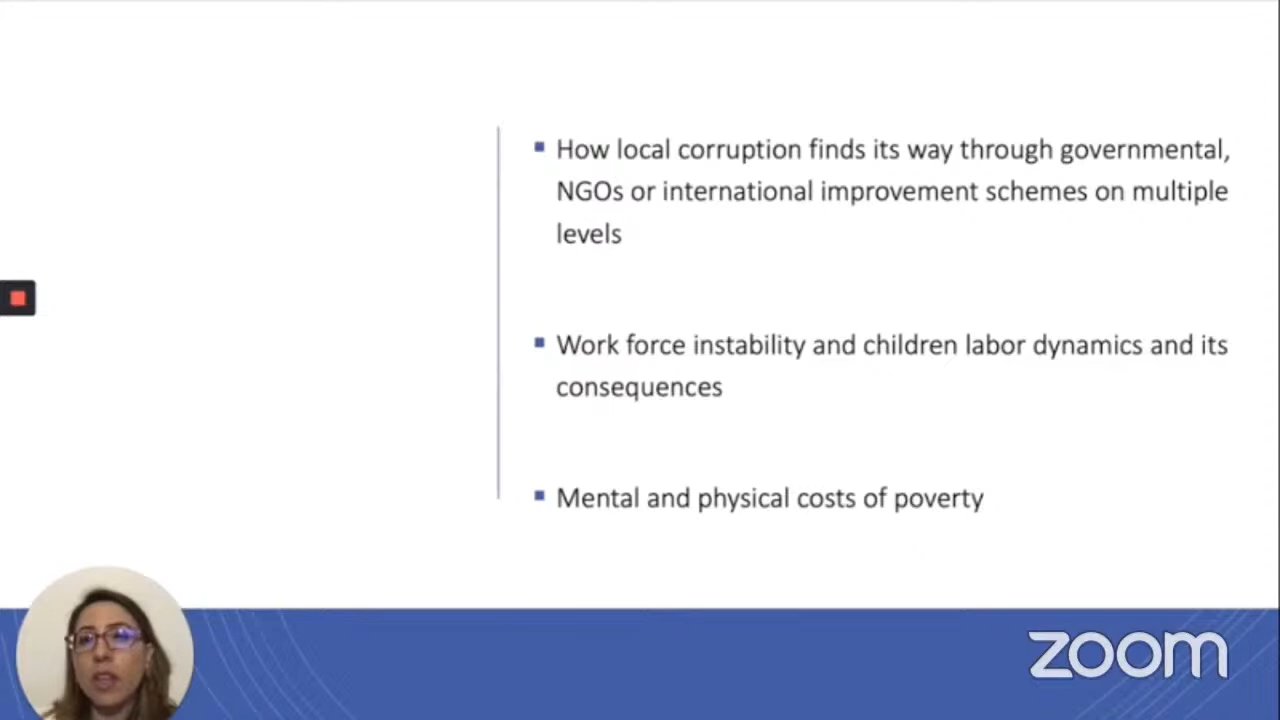 How local corruption finds its way through governmental,
NGOs or international improvement schemes on multiple
levels
Work force instability and children labor dynamics and its
consequences
Mental and physical costs of poverty
zoom